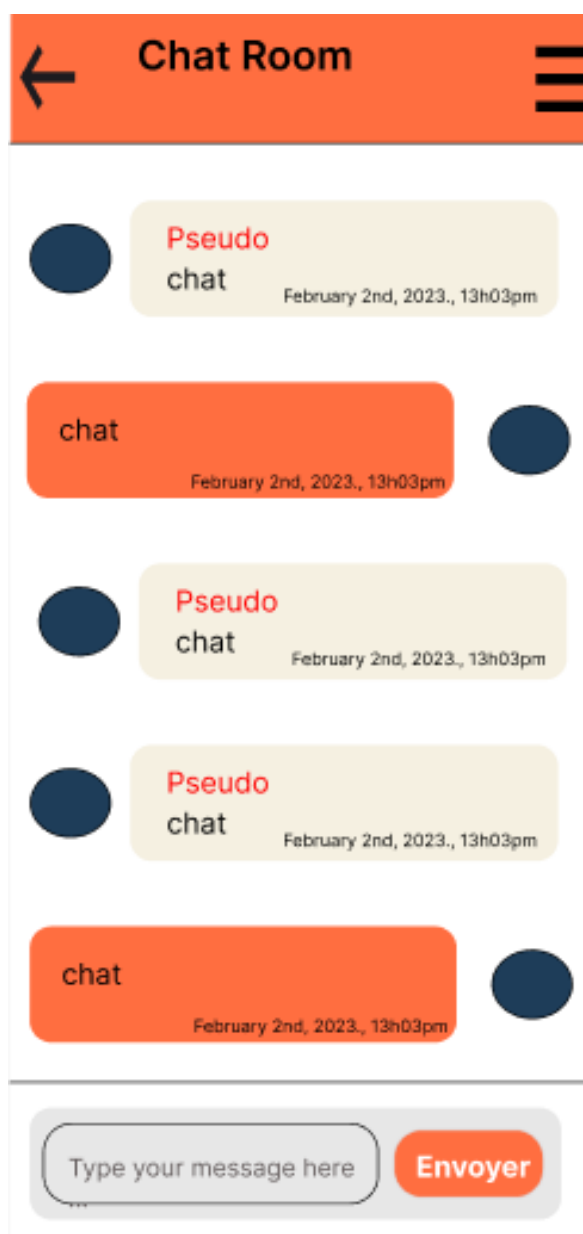 Chat Room
Pseudo
chat
February 2nd, 2023., 13h03pm
chat
February 2nd, 2023., 13h03pm
Pseudo
chat
February 2nd, 2023., 13h03pm
Pseudo
chat
February 2nd, 2023., 13h03pm
chat
February 2nd, 2023., 13h03pm
Type your message here
...
Envoyer